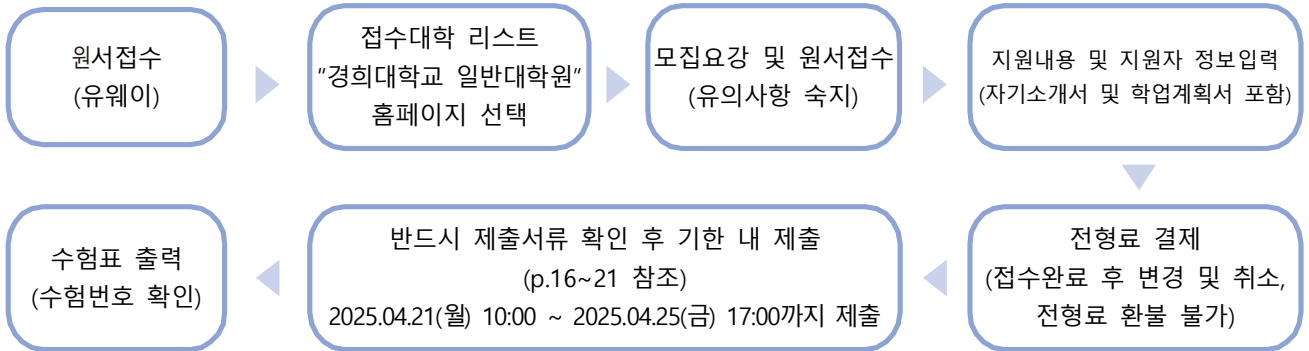 원서접수
(유웨이)
접수대학 리스트
“경희대학교 일반대학원”
홈페이지 선택
모집요강 및 원서접수
(유의사항 숙지)
지원내용 및 지원자 정보입력
(자기소개서 및 학업계획서 포함)
전형료 결제
(접수완료 후 변경 및 취소,
전형료 환불 불가)
반드시 제출서류 확인 후 기한 내 제출
(p.16~21 참조)
2025.04.21(월) 10:00 ~ 2025.04.25(금) 17:00까지 제출
수험표 출력
(수험번호 확인)